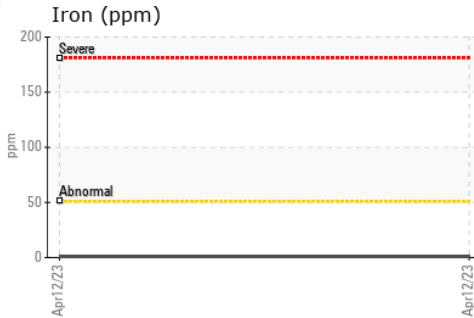 Iron (ppm)
200
Severe
150
ppm
100
Abnormal
50
0
Apr12/23
Apr12/23